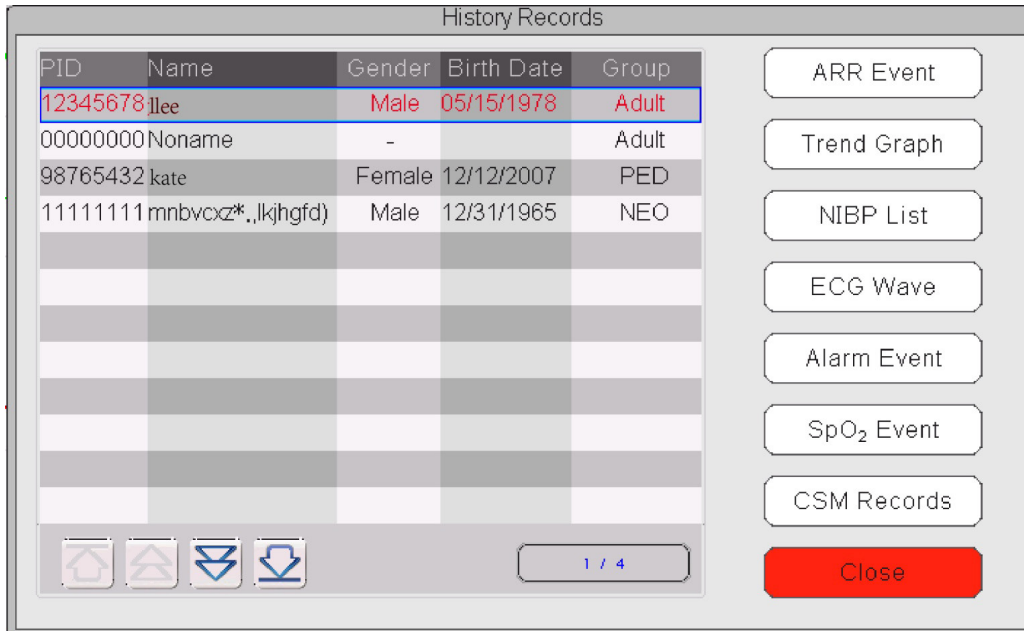 History Records
PID Name Gender Birth Date Group
12345678 llee Male 05/15/1978 Adult
00000000 Noname - Adult
98765432 kate Female 12/12/2007 PED
11111111 mnbvcxz*.,lkjhgfd) Male 12/31/1965 NEO
1 / 4
ARR Event
Trend Graph
NIBP List
ECG Wave
Alarm Event
SpO₂ Event
CSM Records
Close